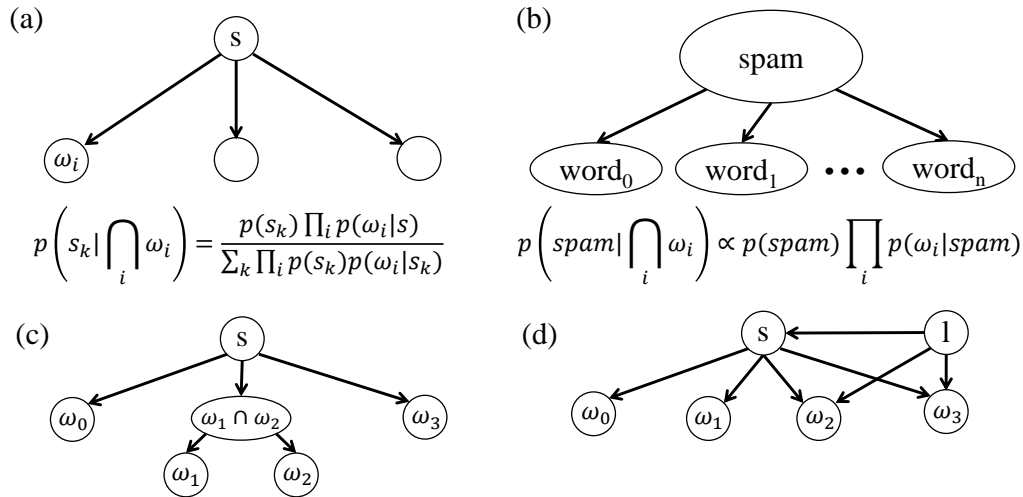 (a)
s
ωᵢ
p(sₖ|⋂ᵢ ωᵢ) = p(sₖ) ∏ᵢ p(ωᵢ|s) / ∑ₖ ∏ᵢ p(sₖ)p(ωᵢ|sₖ)
(b)
spam
word₀ word₁ ••• wordₙ
p(spam|⋂ᵢ ωᵢ) ∝ p(spam) ∏ᵢ p(ωᵢ|spam)
(c)
s
ω₀ ω₁ ∩ ω₂ ω₃
ω₁ ω₂
(d)
s l
ω₀ ω₁ ω₂ ω₃